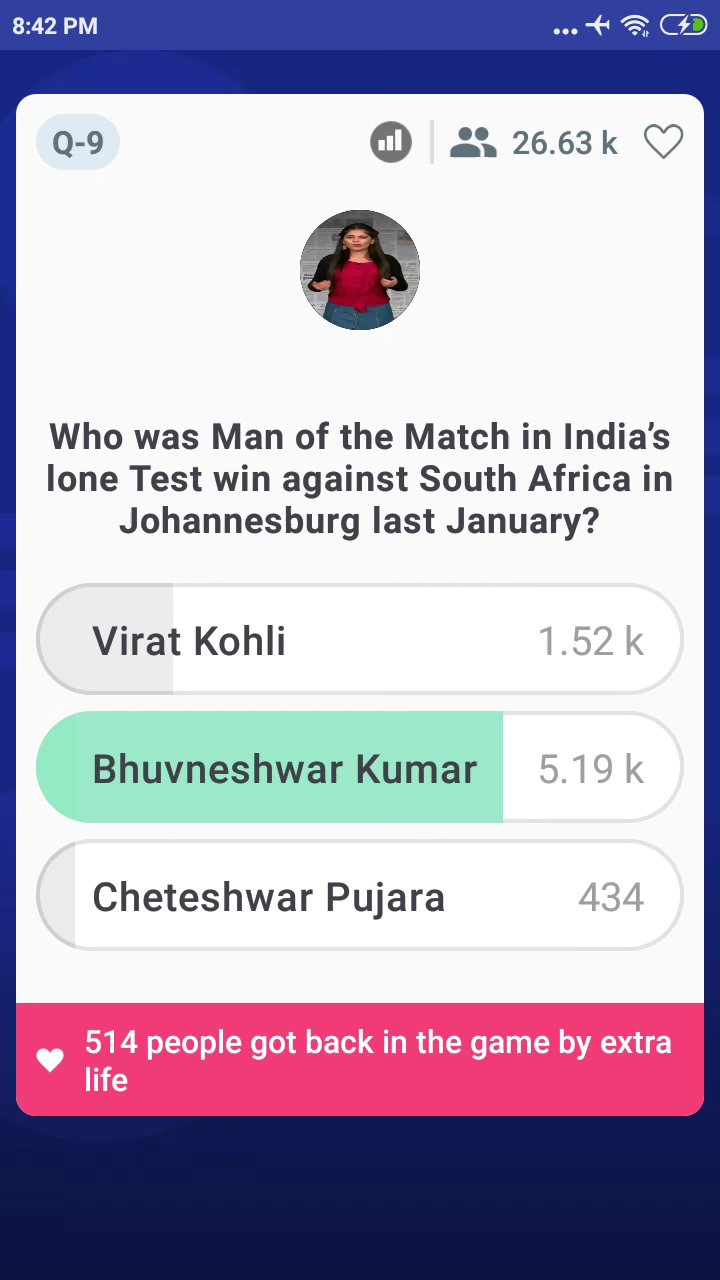 8:42 PM
Q-9
26.63 k
Who was Man of the Match in India’s
lone Test win against South Africa in
Johannesburg last January?
Virat Kohli 1.52 k
Bhuvneshwar Kumar 5.19 k
Cheteshwar Pujara 434
514 people got back in the game by extra
life